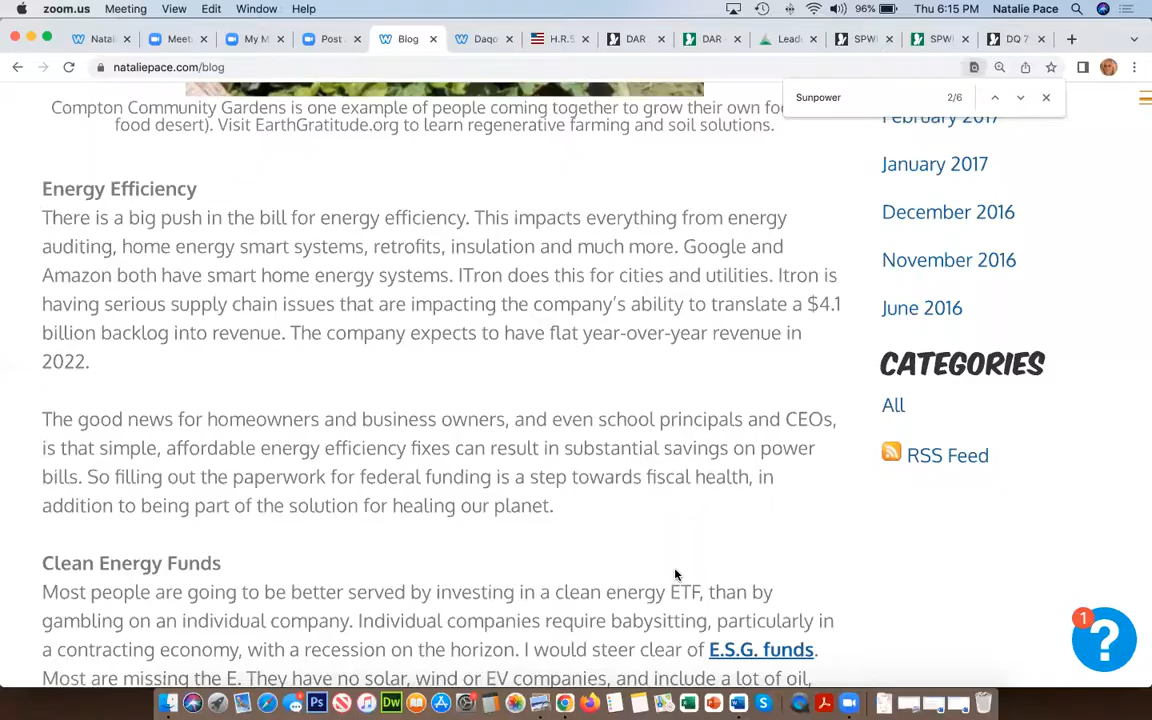 zoom.us Meeting View Edit Window Help 96% Thu 6:15 PM Natalie Pace
Natal Meeti My M Post - Blog Daqo H.R.5 DAR DAR Lead SPW SPW DQ 7
nataliepace.com/blog
Sunpower 2/6
Compton Community Gardens is one example of people coming together to grow their own fo
food desert). Visit EarthGratitude.org to learn regenerative farming and soil solutions.
Energy Efficiency
There is a big push in the bill for energy efficiency. This impacts everything from energy
auditing, home energy smart systems, retrofits, insulation and much more. Google and
Amazon both have smart home energy systems. ITron does this for cities and utilities. Itron is
having serious supply chain issues that are impacting the company's ability to translate a $4.1
billion backlog into revenue. The company expects to have flat year-over-year revenue in
2022.
The good news for homeowners and business owners, and even school principals and CEOs,
is that simple, affordable energy efficiency fixes can result in substantial savings on power
bills. So filling out the paperwork for federal funding is a step towards fiscal health, in
addition to being part of the solution for healing our planet.
Clean Energy Funds
Most people are going to be better served by investing in a clean energy ETF, than by
gambling on an individual company. Individual companies require babysitting, particularly in
a contracting economy, with a recession on the horizon. I would steer clear of E.S.G. funds.
Most are missing the E. They have no solar, wind or EV companies, and include a lot of oil,
February 2017
January 2017
December 2016
November 2016
June 2016
CATEGORIES
All
RSS Feed
1
?
Ps
Dw